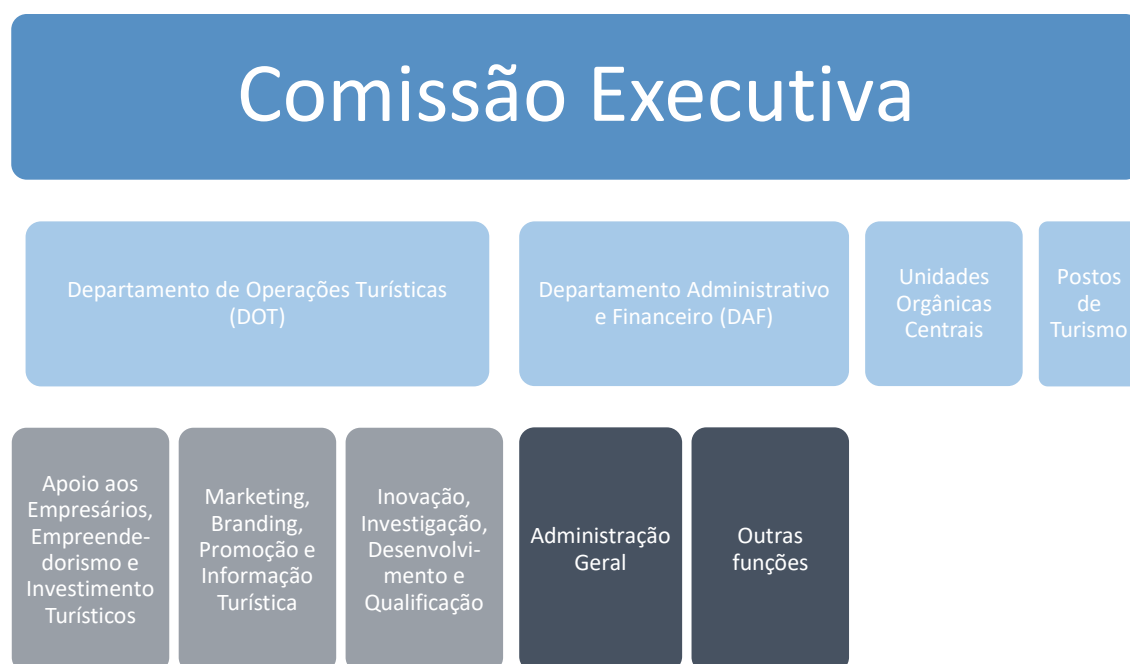 Comissão Executiva
Departamento de Operações Turísticas
(DOT)
Departamento Administrativo
e Financeiro (DAF)
Unidades
Orgânicas
Centrais
Postos
de
Turismo
Apoio aos
Empresários,
Empreende-
dorismo e
Investimento
Turísticos
Marketing,
Branding,
Promoção e
Informação
Turística
Inovação,
Investigação,
Desenvolvi-
mento e
Qualificação
Administração
Geral
Outras
funções